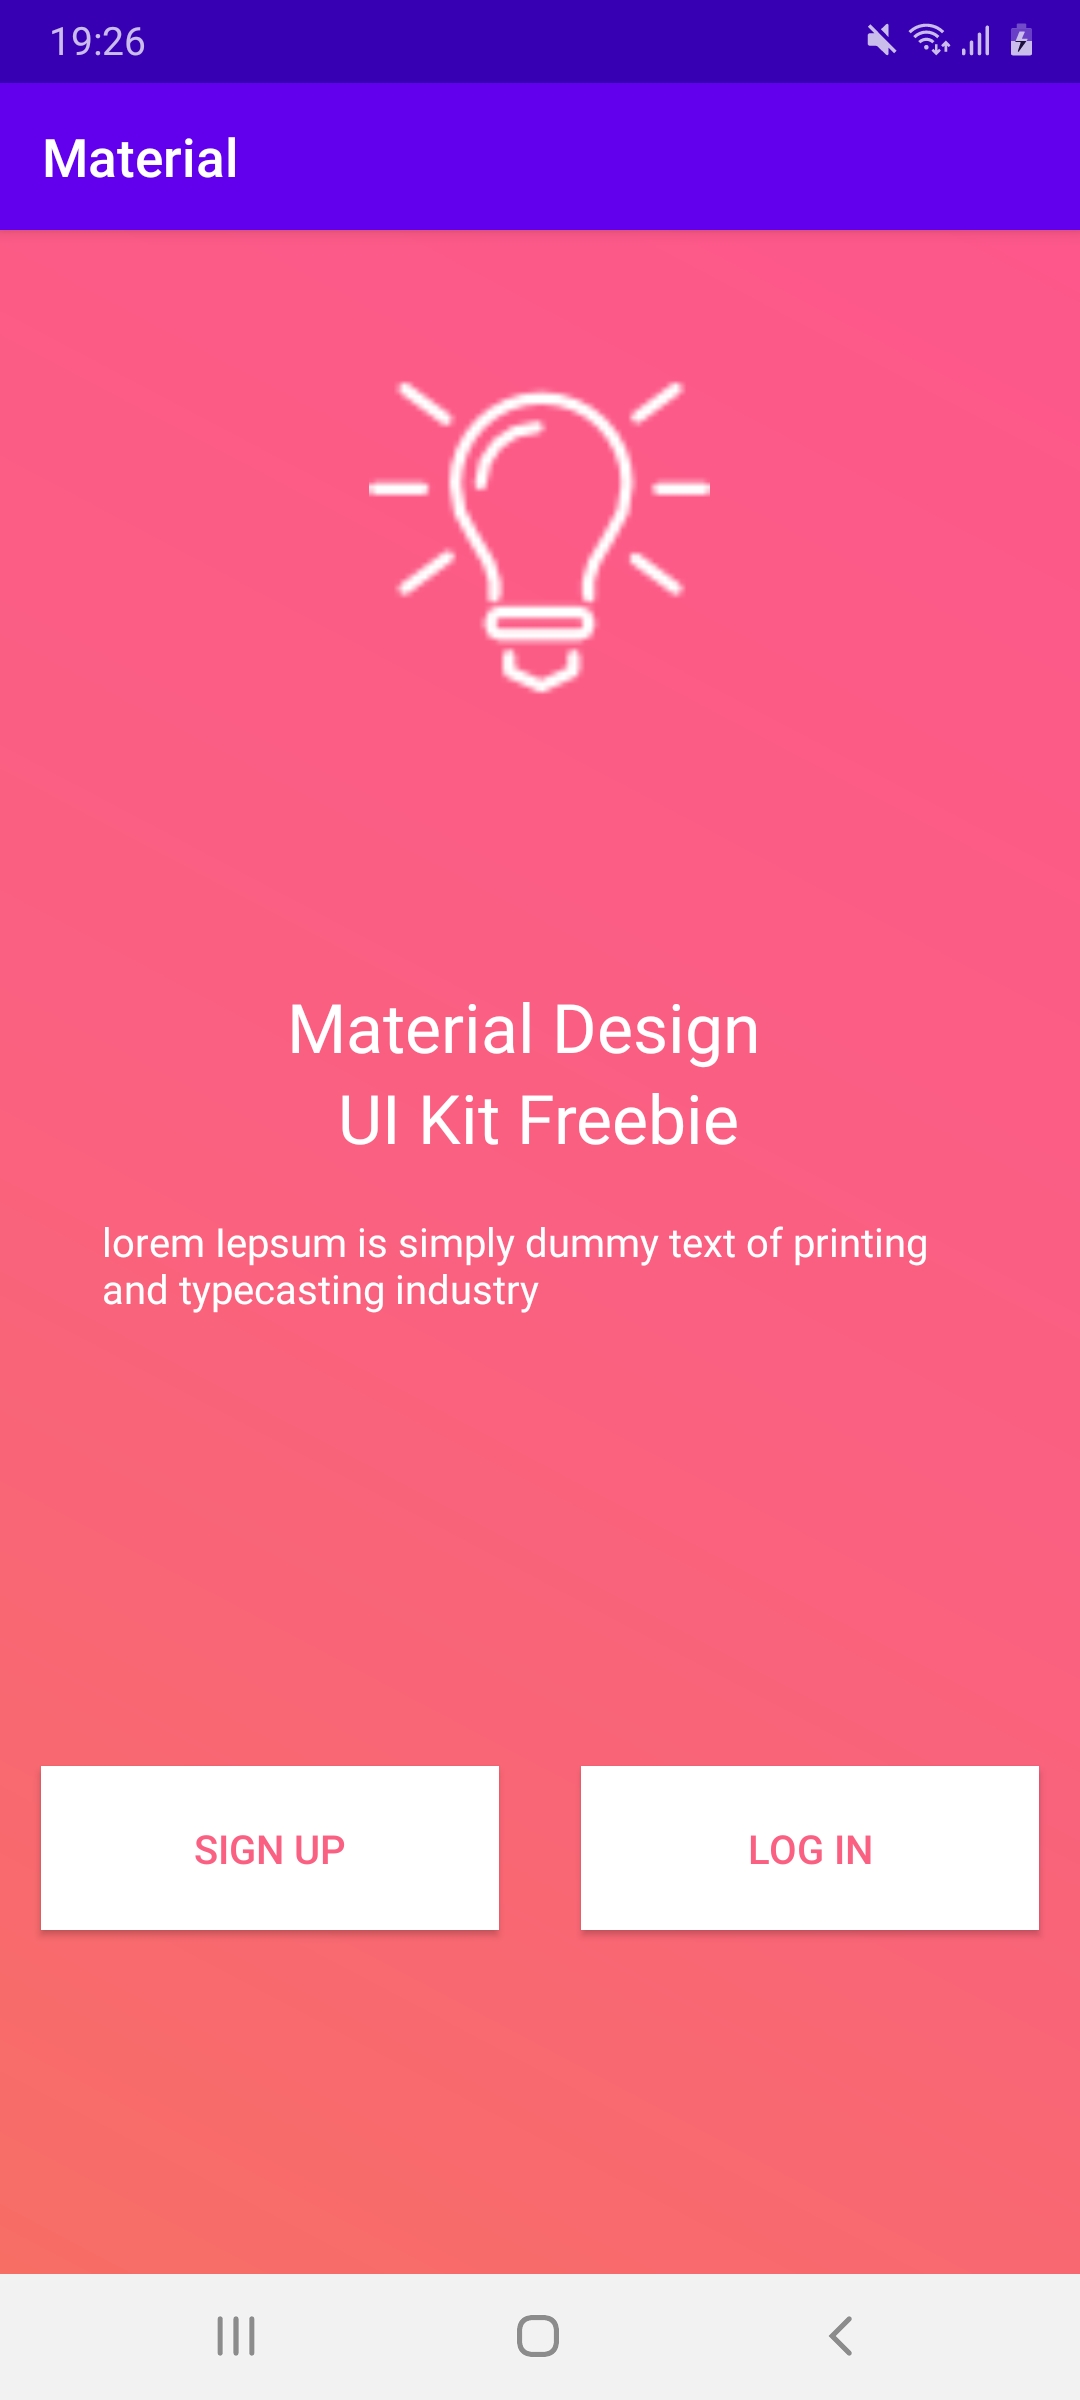 19:26
Material
Material Design
UI Kit Freebie
lorem Iepsum is simply dummy text of printing
and typecasting industry
SIGN UP
LOG IN